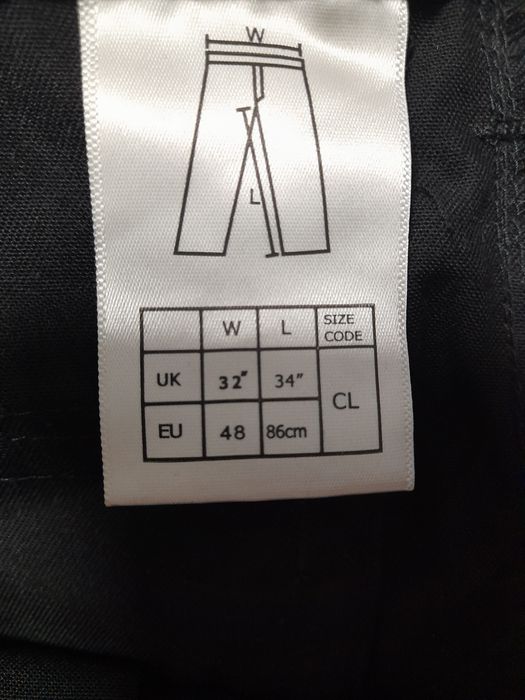 W
L
W L SIZE CODE
UK 32" 34" CL
EU 48 86cm